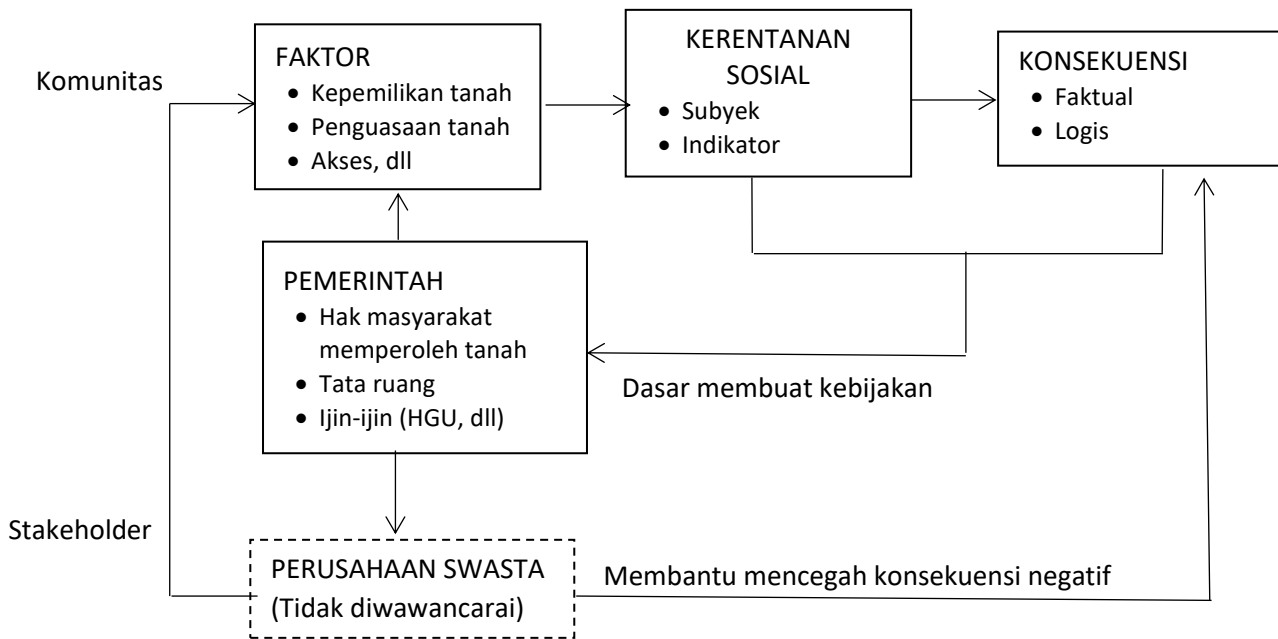 Komunitas
FAKTOR
• Kepemilikan tanah
• Penguasaan tanah
• Akses, dll
KERENTANAN
SOSIAL
• Subyek
• Indikator
KONSEKUENSI
• Faktual
• Logis
PEMERINTAH
• Hak masyarakat
memperoleh tanah
• Tata ruang
• Ijin-ijin (HGU, dll)
Dasar membuat kebijakan
Stakeholder
PERUSAHAAN SWASTA
(Tidak diwawancarai)
Membantu mencegah konsekuensi negatif